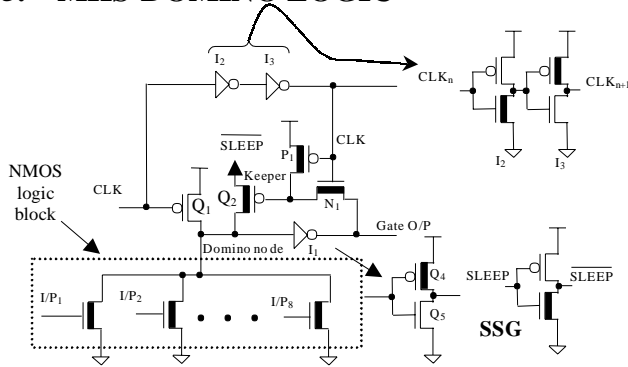 MHS DOMINO LOGIC
I2
I3
CLKn
CLKn+1
I2
I3
SLEEP
P1
CLK
Keeper
NMOS
logic
block
CLK
Q1
Q2
N1
Gate O/P
Domino node
I1
I/P1
I/P2
I/P8
Q4
Q5
SLEEP
SLEEP
SSG